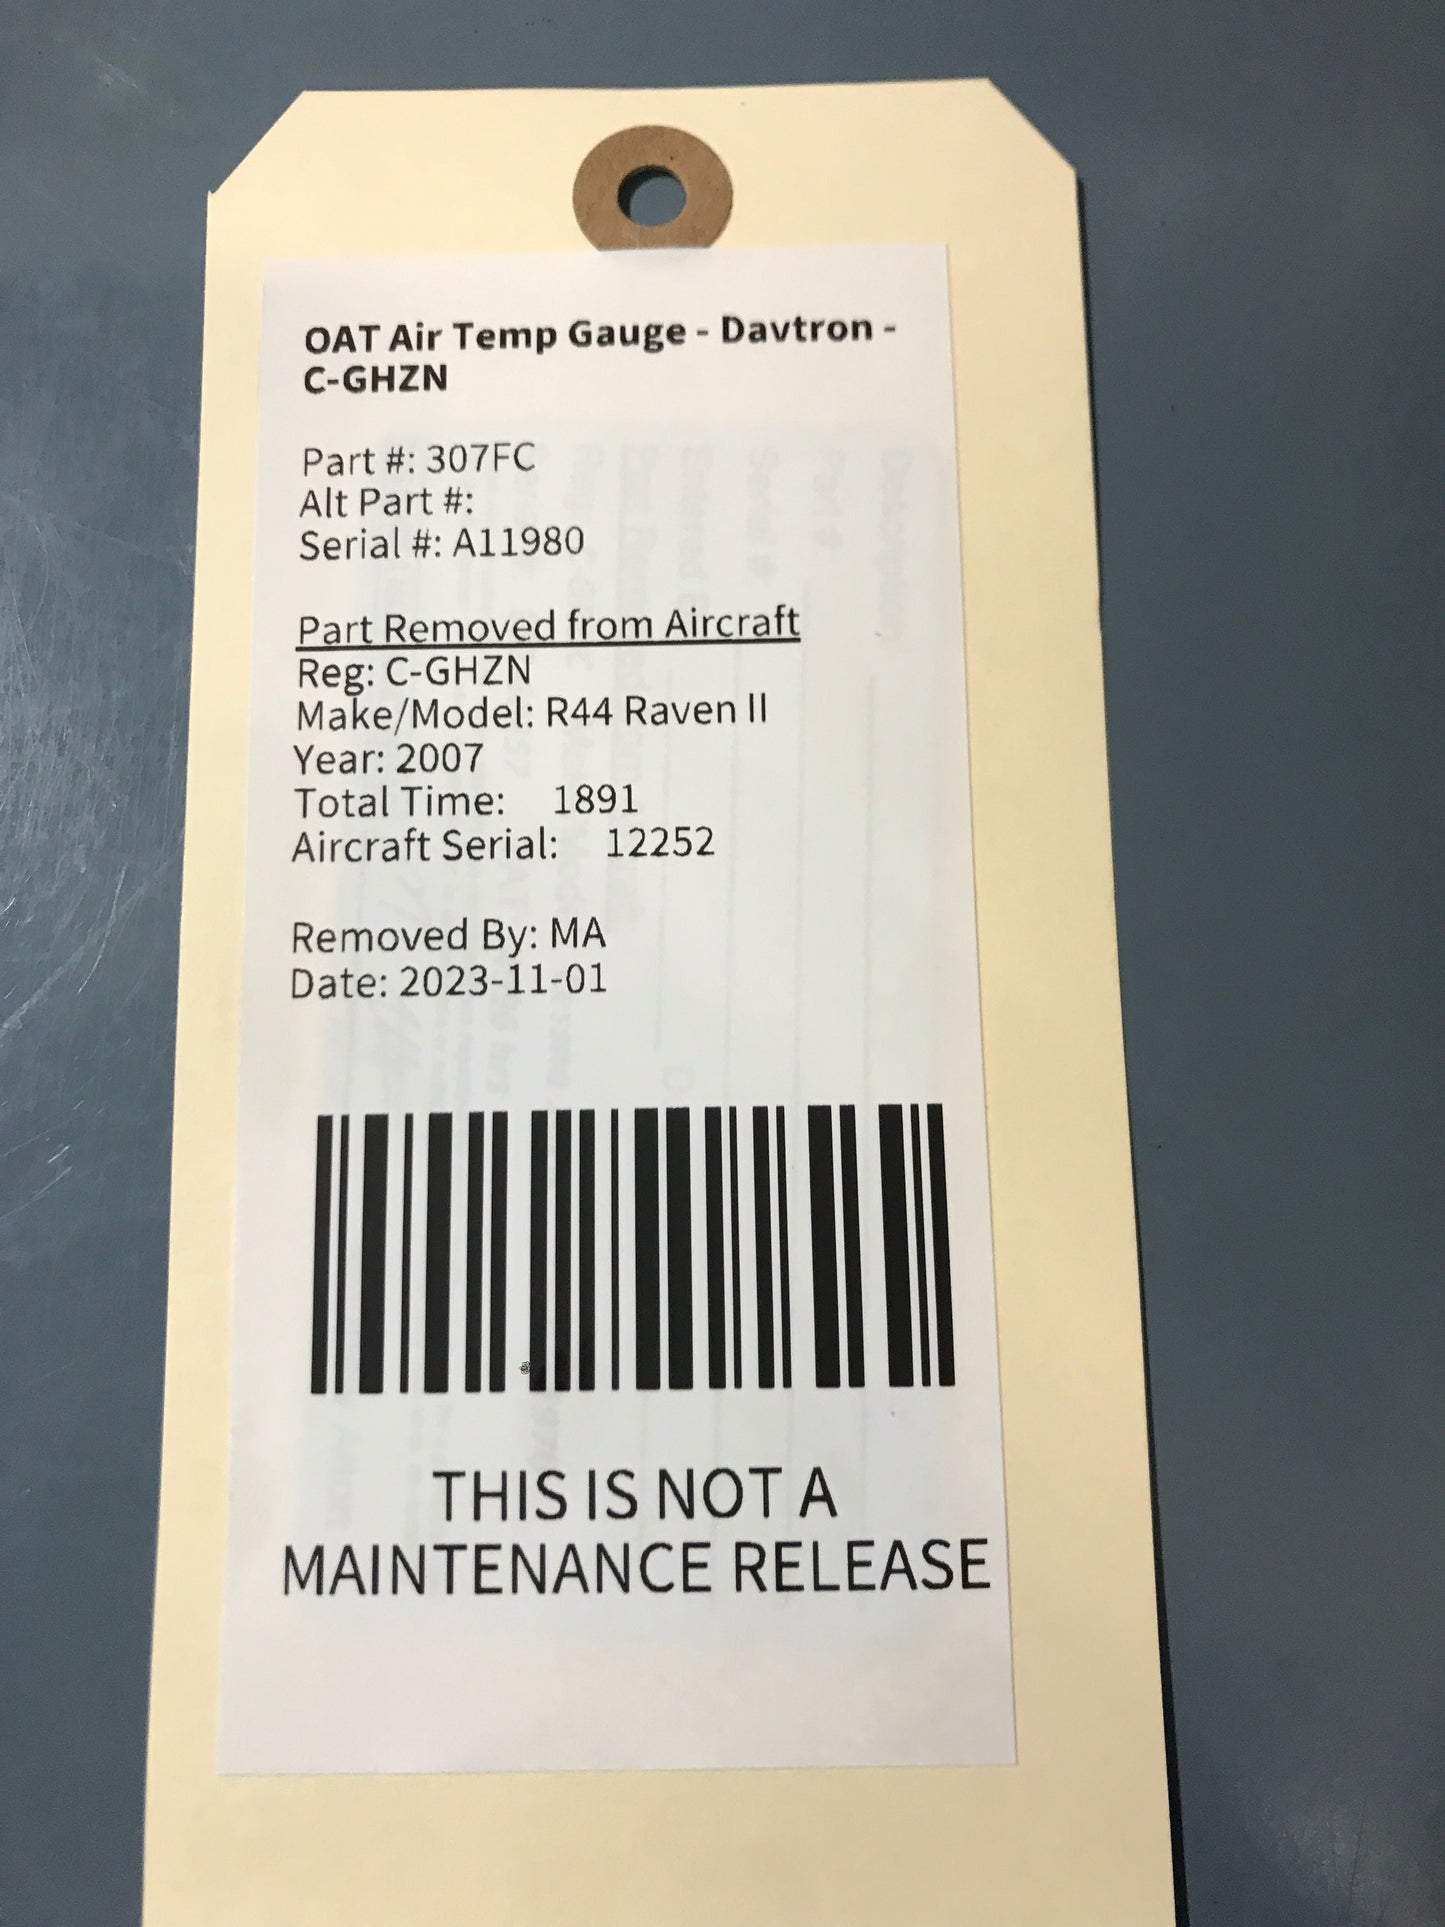 OAT Air Temp Gauge - Davtron -
C-GHZN
Part #: 307FC
Alt Part #:
Serial #: A11980
Part Removed from Aircraft
Reg: C-GHZN
Make/Model: R44 Raven II
Year: 2007
Total Time: 1891
Aircraft Serial: 12252
Removed By: MA
Date: 2023-11-01
THIS IS NOT A
MAINTENANCE RELEASE